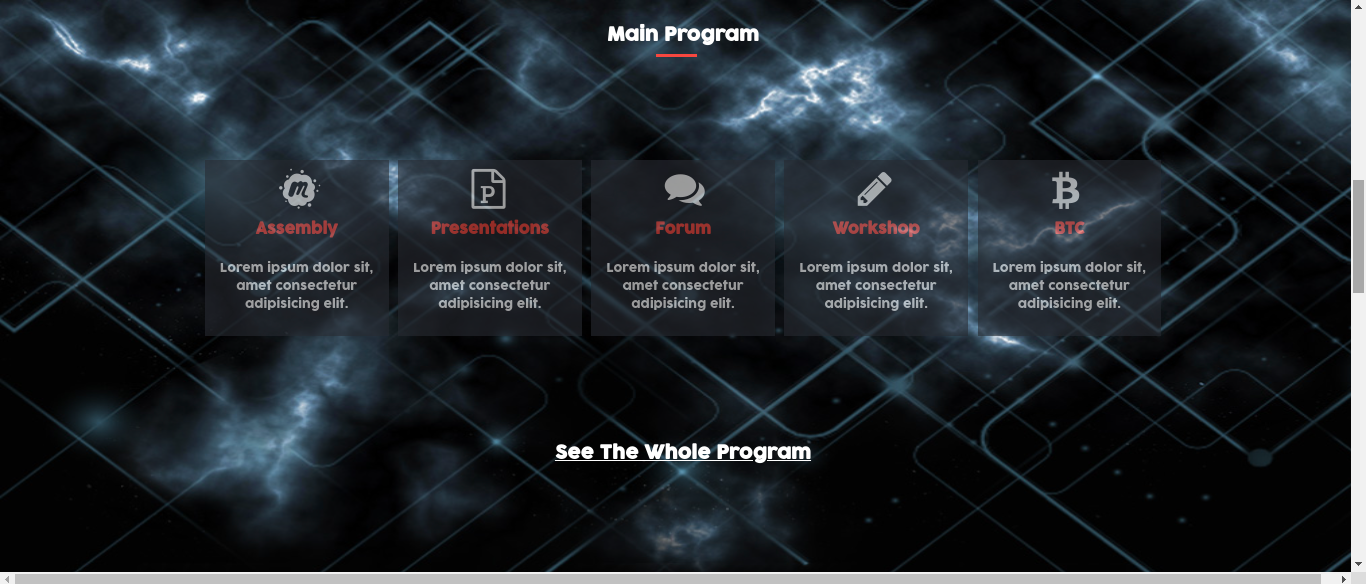 Main Program
Assembly
Lorem ipsum dolor sit,
amet consectetur
adipisicing elit.
Presentations
Lorem ipsum dolor sit,
amet consectetur
adipisicing elit.
Forum
Lorem ipsum dolor sit,
amet consectetur
adipisicing elit.
Workshop
Lorem ipsum dolor sit,
amet consectetur
adipisicing elit.
BTC
Lorem ipsum dolor sit,
amet consectetur
adipisicing elit.
See The Whole Program